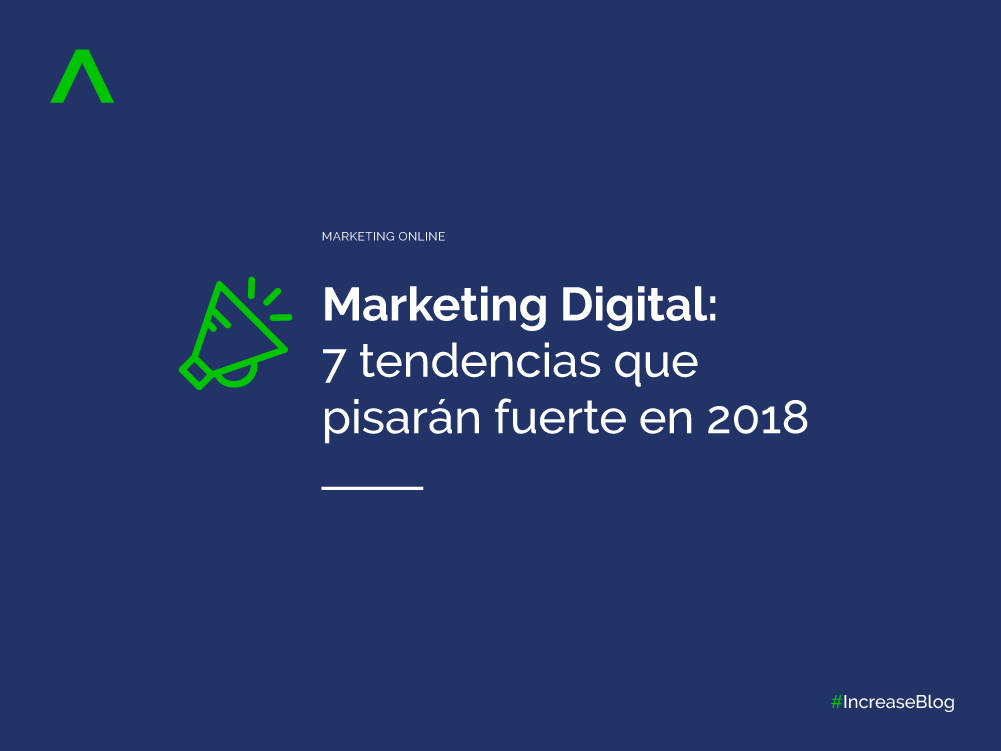 MARKETING ONLINE
Marketing Digital:
7 tendencias que
pisarán fuerte en 2018
#IncreaseBlog